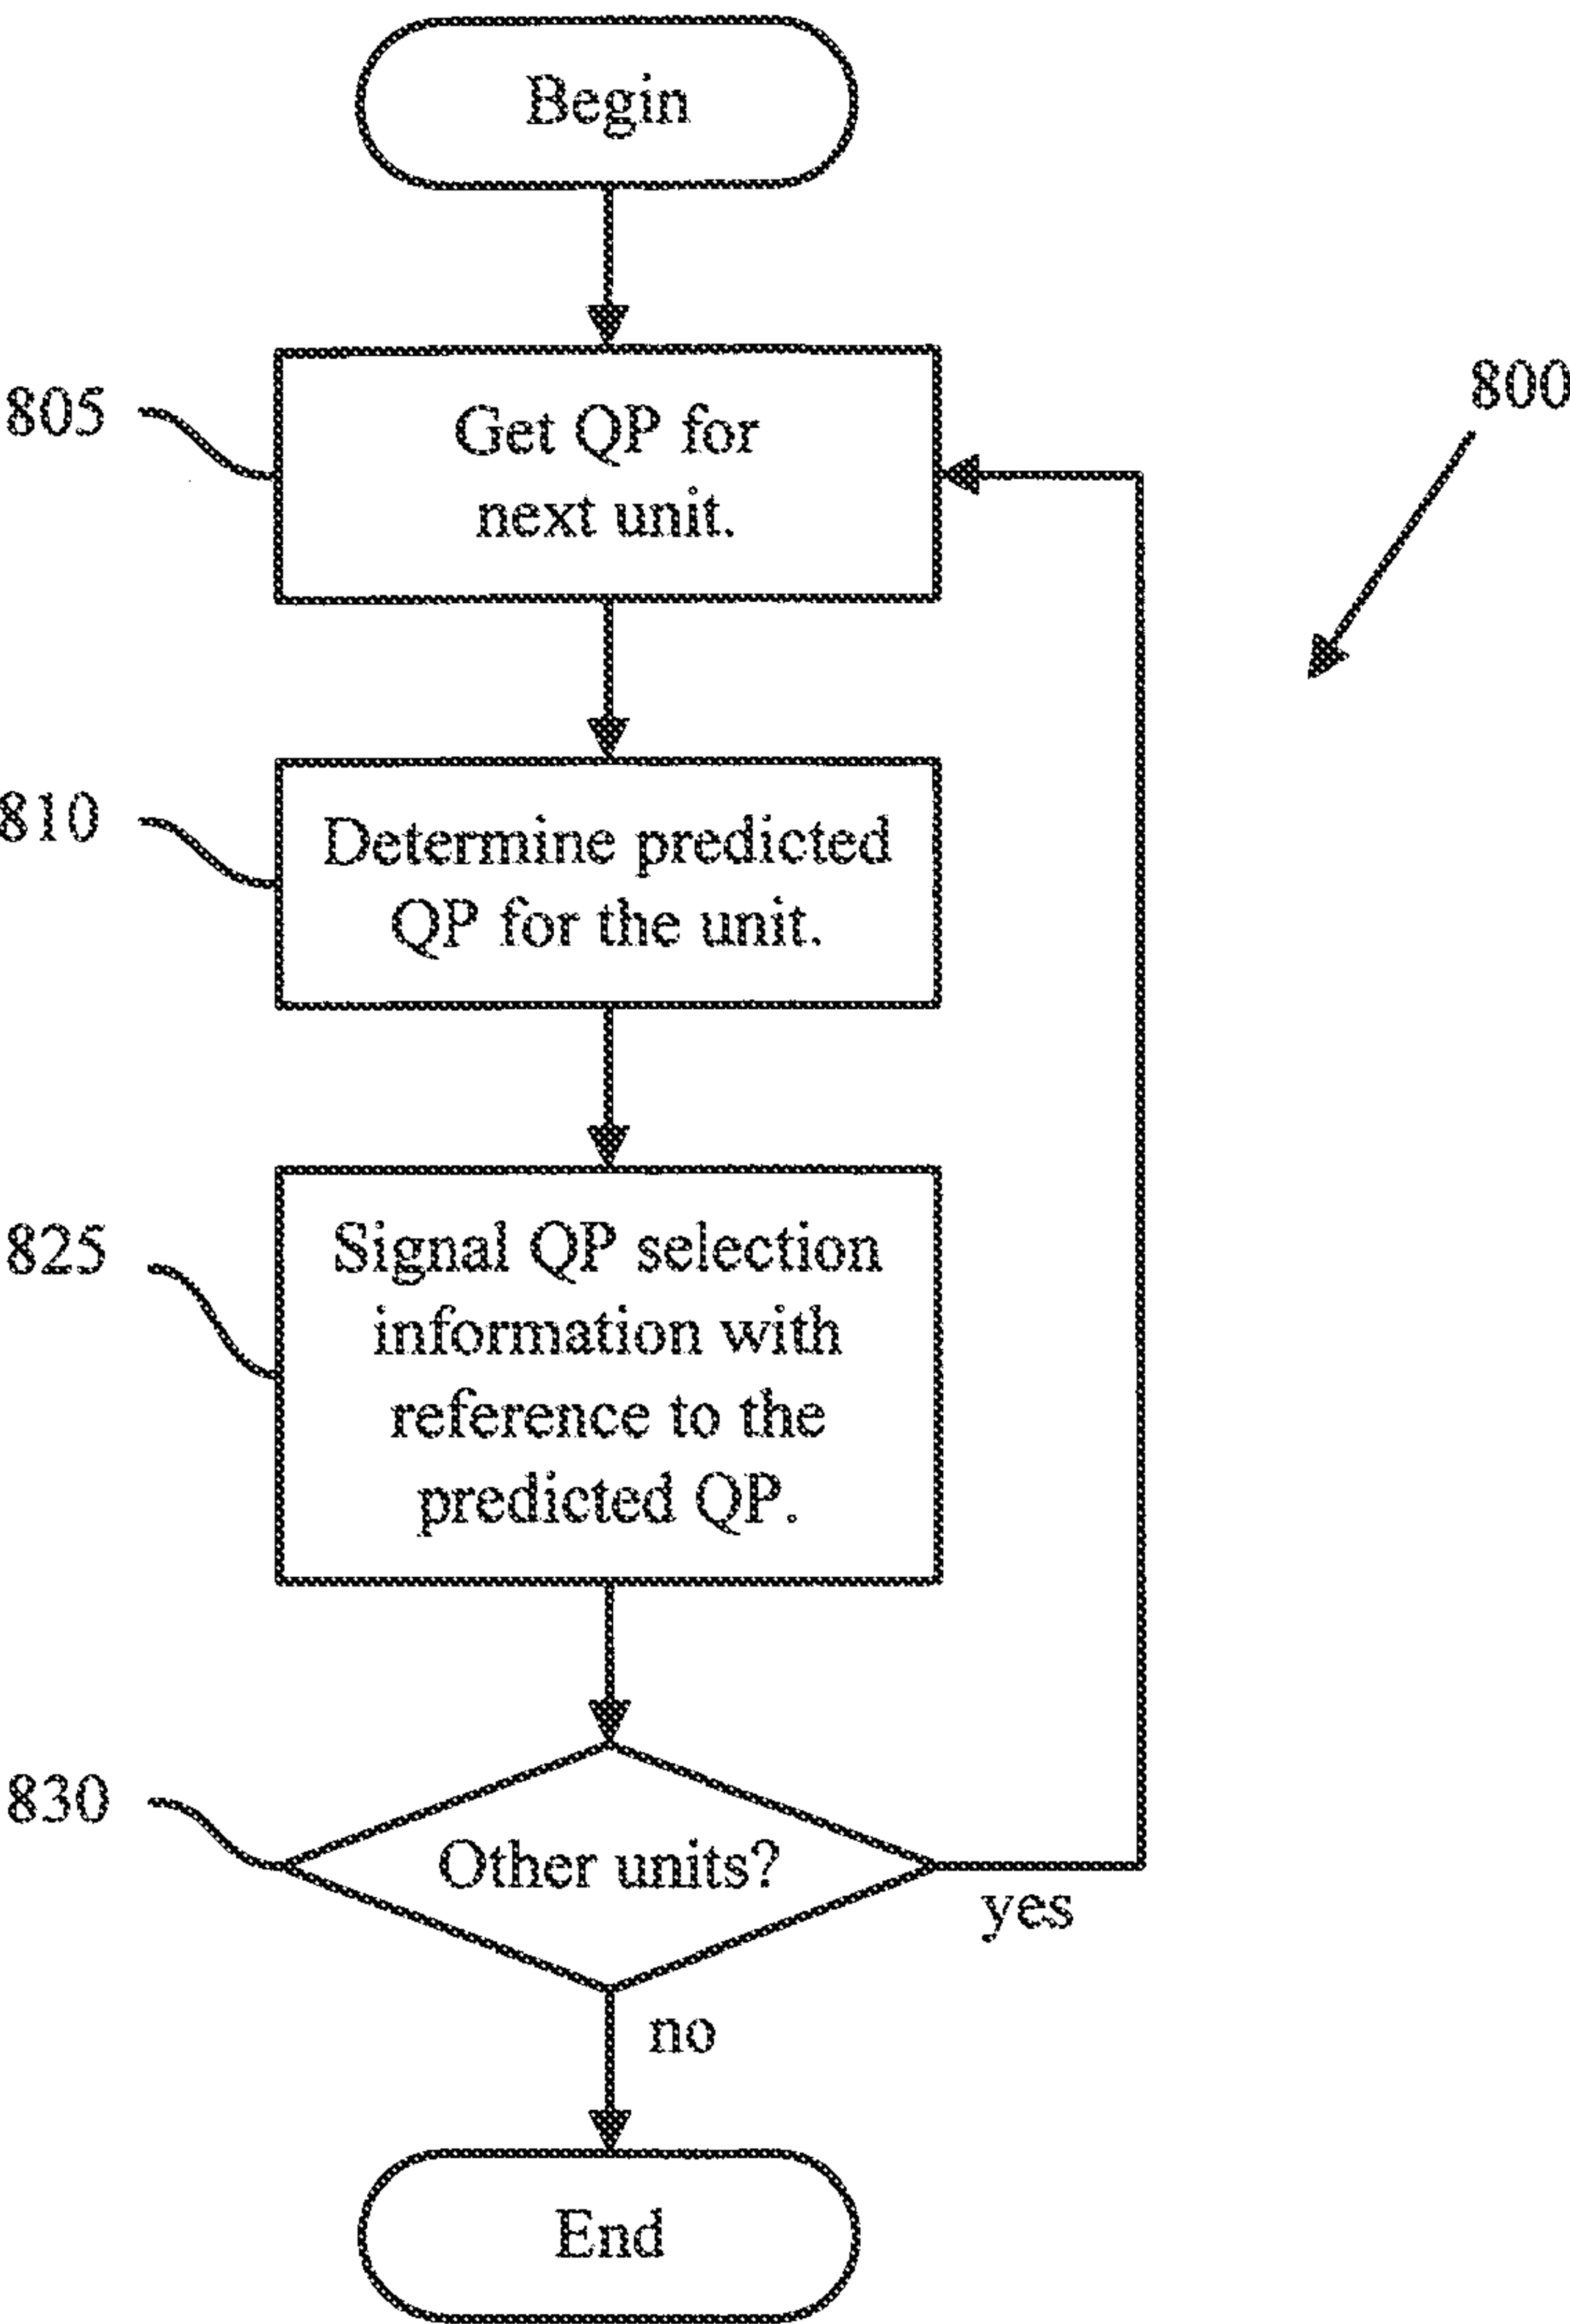 Begin
800
805
Get QP for
next unit.
810
Determine predicted
QP for the unit.
825
Signal QP selection
information with
reference to the
predicted QP.
830
Other units?
yes
no
End